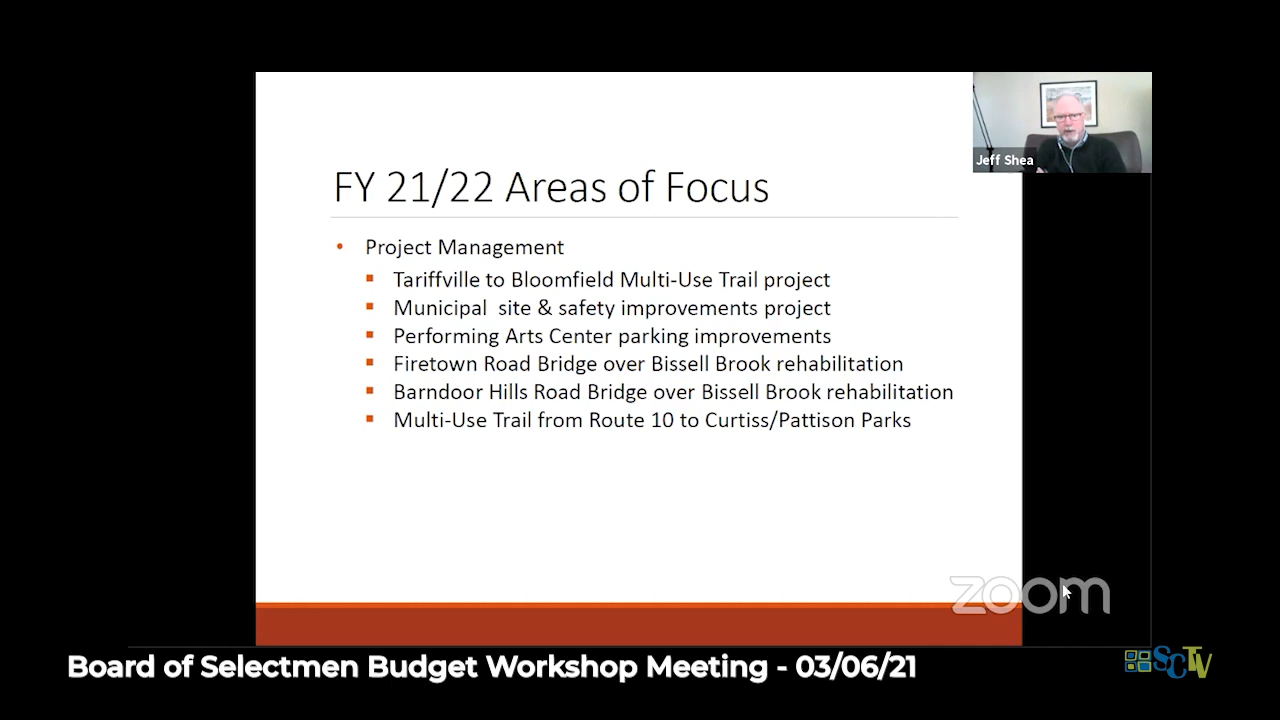 Jeff Shea
FY 21/22 Areas of Focus
• Project Management
▪ Tariffville to Bloomfield Multi-Use Trail project
▪ Municipal  site & safety improvements project
▪ Performing Arts Center parking improvements
▪ Firetown Road Bridge over Bissell Brook rehabilitation
▪ Barndoor Hills Road Bridge over Bissell Brook rehabilitation
▪ Multi-Use Trail from Route 10 to Curtiss/Pattison Parks
zoom
Board of Selectmen Budget Workshop Meeting - 03/06/21
SCTV